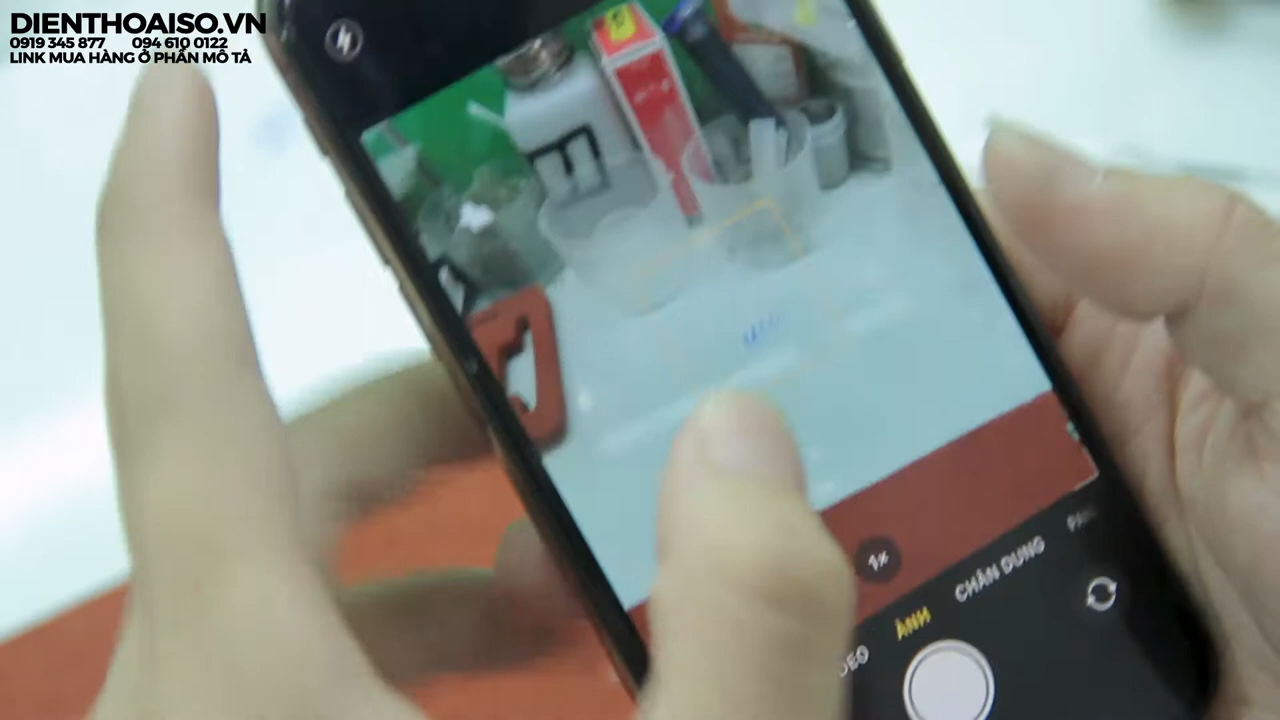 DIENTHOAISO.VN
0919 345 877 094 610 0122
LINK MUA HÀNG Ở PHẦN MÔ TẢ
1x
CHÂN DUNG
ẢNH